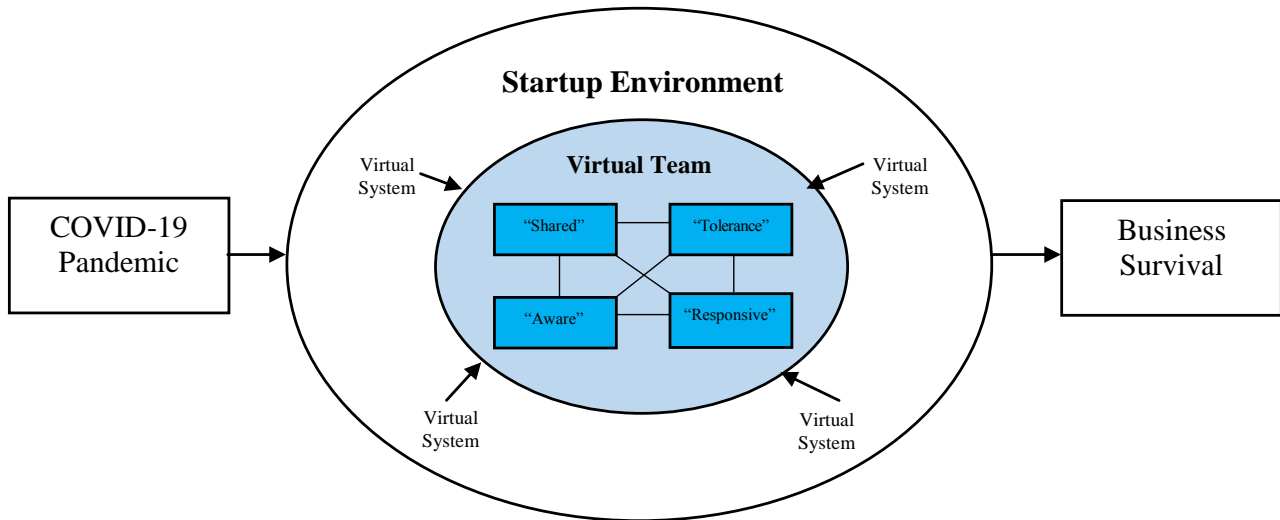 Startup Environment
Virtual
System
Virtual Team
Virtual
System
COVID-19
Pandemic
“Shared”
“Tolerance”
Business
Survival
“Aware”
“Responsive”
Virtual
System
Virtual
System